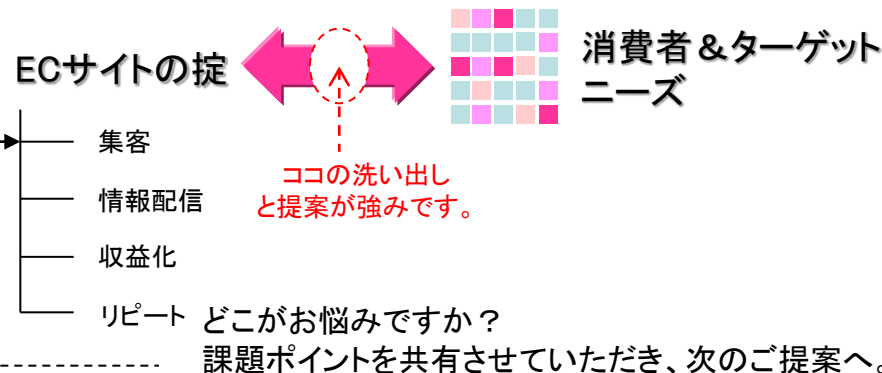 ECサイトの掟
消費者＆ターゲット
ニーズ
ココの洗い出し
と提案が強みです。
集客
情報配信
収益化
リピート
どこがお悩みですか？
課題ポイントを共有させていただき、次のご提案へ。